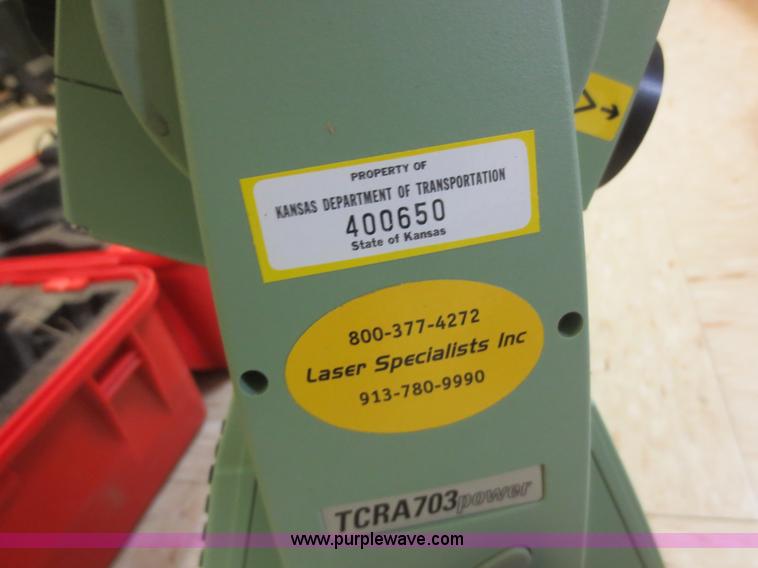 PROPERTY OF
KANSAS DEPARTMENT OF TRANSPORTATION
400650
State of Kansas
800-377-4272
Laser Specialists Inc
913-780-9990
TCRA703power
www.purplewave.com